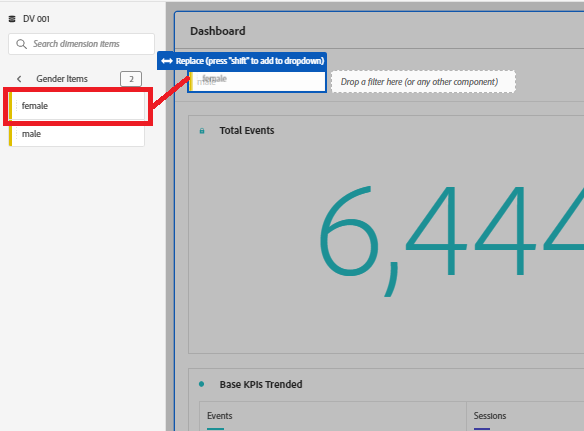 DV 001
Search dimension items
Gender Items
2
female
male
Dashboard
Replace (press "shift" to add to dropdown)
female
male
Drop a filter here (or any other component)
Total Events
6,444
Base KPIs Trended
Events
Sessions